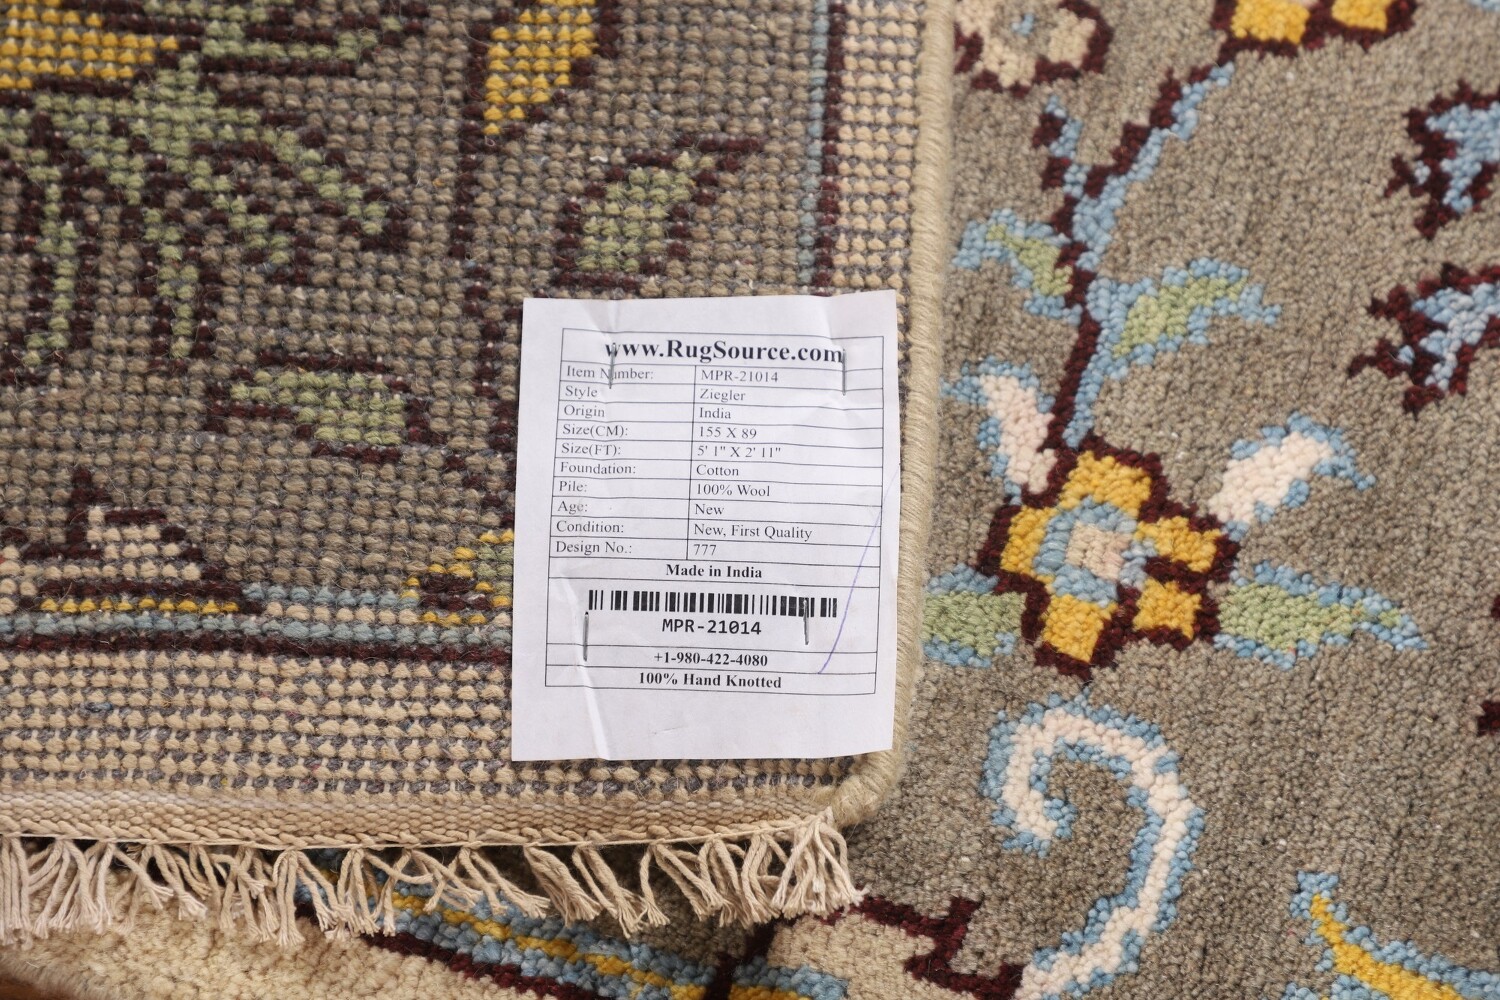 www.RugSource.com
Item Number: MPR-21014
Style Ziegler
Origin India
Size(CM): 155 X 89
Size(FT): 5' 1" X 2' 11"
Foundation: Cotton
Pile: 100% Wool
Age: New
Condition: New, First Quality
Design No.: 777
Made in India
MPR-21014
+1-980-422-4080
100% Hand Knotted